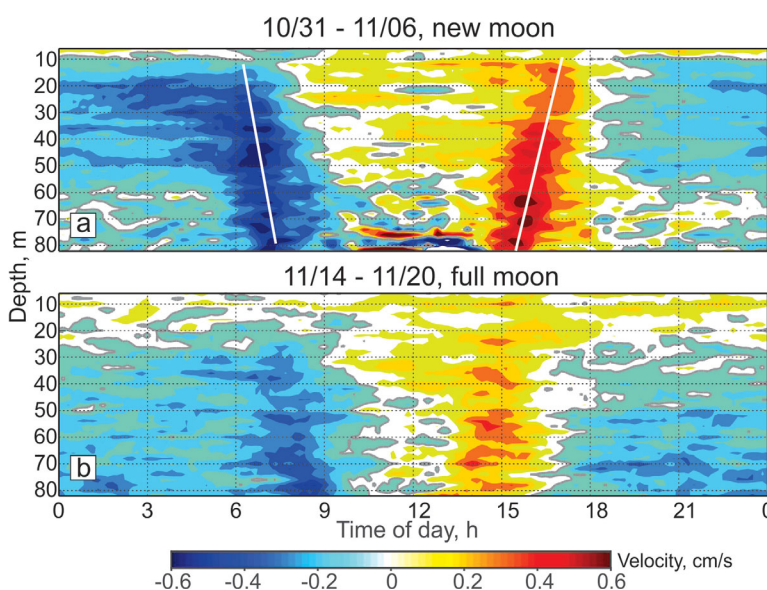 10/31 - 11/06, new moon
10
20
30
40
50
60
70
80
a
Depth, m
11/14 - 11/20, full moon
10
20
30
40
50
60
70
80
b
0 3 6 9 12 15 18 21
Time of day, h
Velocity, cm/s
-0.6 -0.4 -0.2 0 0.2 0.4 0.6